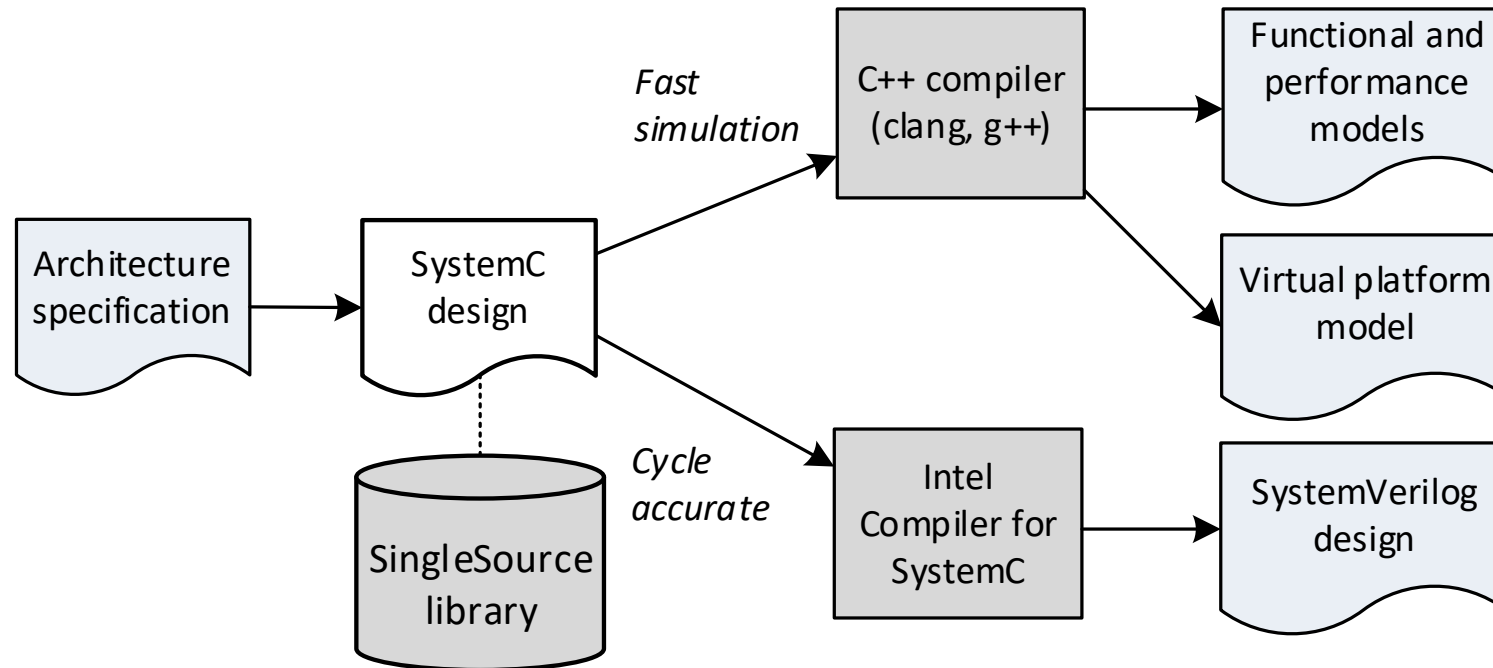 Architecture
specification
SystemC
design
SingleSource
library
Fast
simulation
Cycle
accurate
C++ compiler
(clang, g++)
Intel
Compiler for
SystemC
Functional and
performance
models
Virtual platform
model
SystemVerilog
design